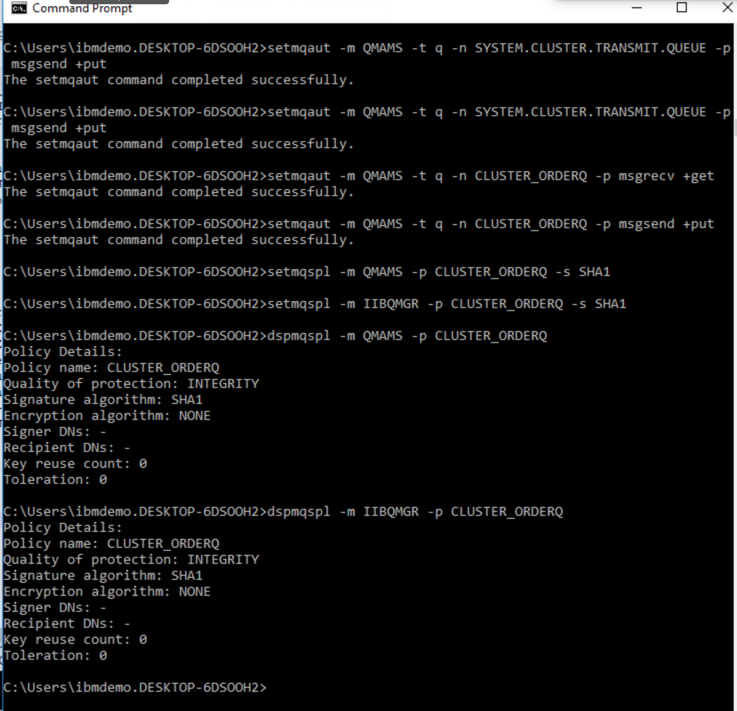 Command Prompt
C:\Users\ibmdemo.DESKTOP-6DSOOH2>setmqaut -m QMAMS -t q -n SYSTEM.CLUSTER.TRANSMIT.QUEUE -p
msgsend +put
The setmqaut command completed successfully.
C:\Users\ibmdemo.DESKTOP-6DSOOH2>setmqaut -m QMAMS -t q -n SYSTEM.CLUSTER.TRANSMIT.QUEUE -p
msgsend +put
The setmqaut command completed successfully.
C:\Users\ibmdemo.DESKTOP-6DSOOH2>setmqaut -m QMAMS -t q -n CLUSTER_ORDERQ -p msgrecv +get
The setmqaut command completed successfully.
C:\Users\ibmdemo.DESKTOP-6DSOOH2>setmqaut -m QMAMS -t q -n CLUSTER_ORDERQ -p msgsend +put
The setmqaut command completed successfully.
C:\Users\ibmdemo.DESKTOP-6DSOOH2>setmqspl -m QMAMS -p CLUSTER_ORDERQ -s SHA1
C:\Users\ibmdemo.DESKTOP-6DSOOH2>setmqspl -m IIBQMGR -p CLUSTER_ORDERQ -s SHA1
C:\Users\ibmdemo.DESKTOP-6DSOOH2>dspmqspl -m QMAMS -p CLUSTER_ORDERQ
Policy Details:
Policy name: CLUSTER_ORDERQ
Quality of protection: INTEGRITY
Signature algorithm: SHA1
Encryption algorithm: NONE
Signer DNs: -
Recipient DNs: -
Key reuse count: 0
Toleration: 0
C:\Users\ibmdemo.DESKTOP-6DSOOH2>dspmqspl -m IIBQMGR -p CLUSTER_ORDERQ
Policy Details:
Policy name: CLUSTER_ORDERQ
Quality of protection: INTEGRITY
Signature algorithm: SHA1
Encryption algorithm: NONE
Signer DNs: -
Recipient DNs: -
Key reuse count: 0
Toleration: 0
C:\Users\ibmdemo.DESKTOP-6DSOOH2>